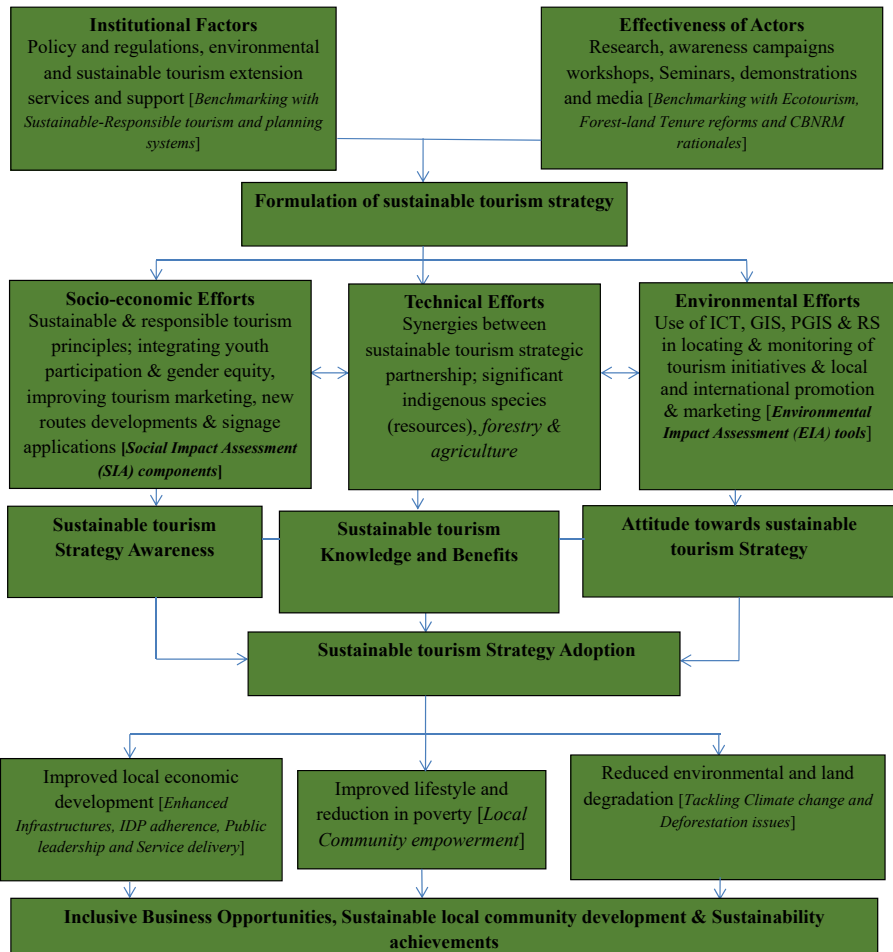 Institutional Factors
Policy and regulations, environmental
and sustainable tourism extension
services and support [Benchmarking with
Sustainable-Responsible tourism and planning
systems]
Effectiveness of Actors
Research, awareness campaigns
workshops, Seminars, demonstrations
and media [Benchmarking with Ecotourism,
Forest-land Tenure reforms and CBNRM
rationales]
Formulation of sustainable tourism strategy
Socio-economic Efforts
Sustainable & responsible tourism
principles; integrating youth
participation & gender equity,
improving tourism marketing, new
routes developments & signage
applications [Social Impact Assessment
(SIA) components]
Technical Efforts
Synergies between
sustainable tourism strategic
partnership; significant
indigenous species
(resources), forestry &
agriculture
Environmental Efforts
Use of ICT, GIS, PGIS & RS
in locating & monitoring of
tourism initiatives & local
and international promotion
& marketing [Environmental
Impact Assessment (EIA) tools]
Sustainable tourism
Strategy Awareness
Sustainable tourism
Knowledge and Benefits
Attitude towards sustainable
tourism Strategy
Sustainable tourism Strategy Adoption
Improved local economic
development [Enhanced
Infrastructures, IDP adherence, Public
leadership and Service delivery]
Improved lifestyle and
reduction in poverty [Local
Community empowerment]
Reduced environmental and land
degradation [Tackling Climate change and
Deforestation issues]
Inclusive Business Opportunities, Sustainable local community development & Sustainability
achievements